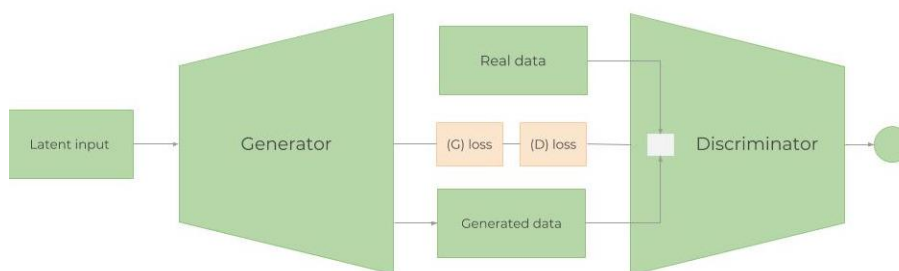 Latent input
Generator
Real data
(G) loss
(D) loss
Generated data
Discriminator